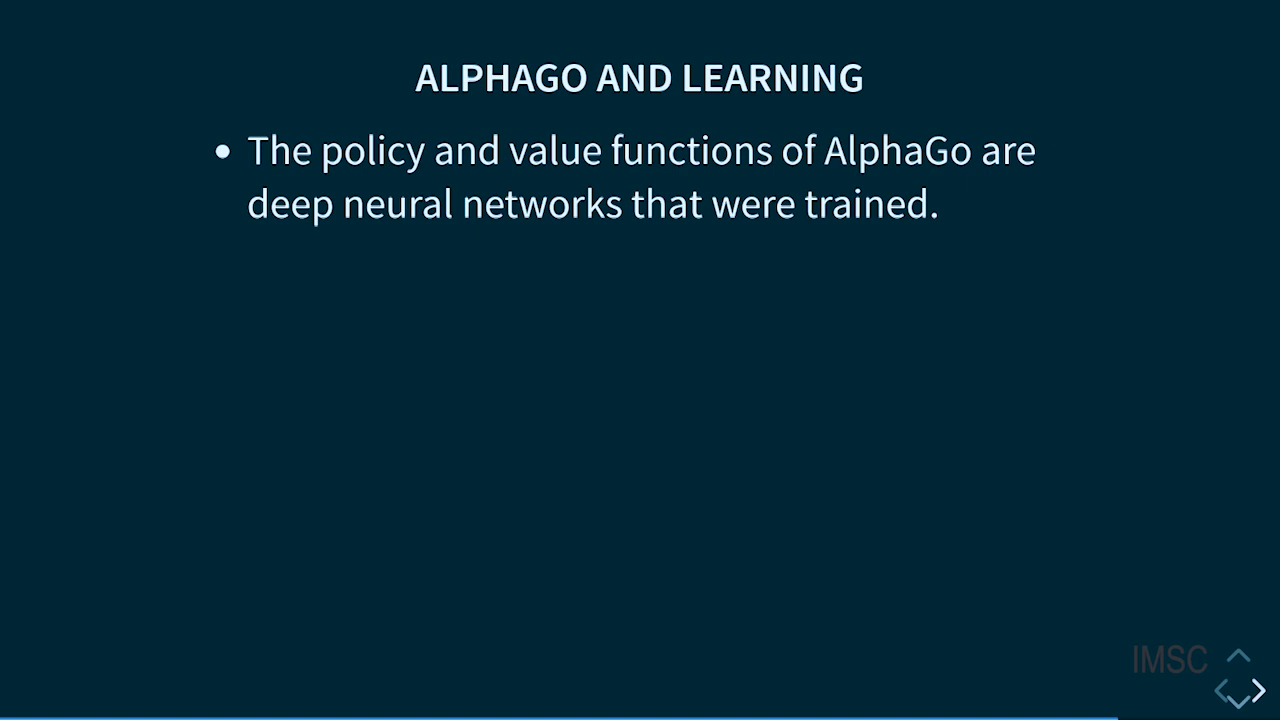 ALPHAGO AND LEARNING
• The policy and value functions of AlphaGo are
deep neural networks that were trained.
IMSC